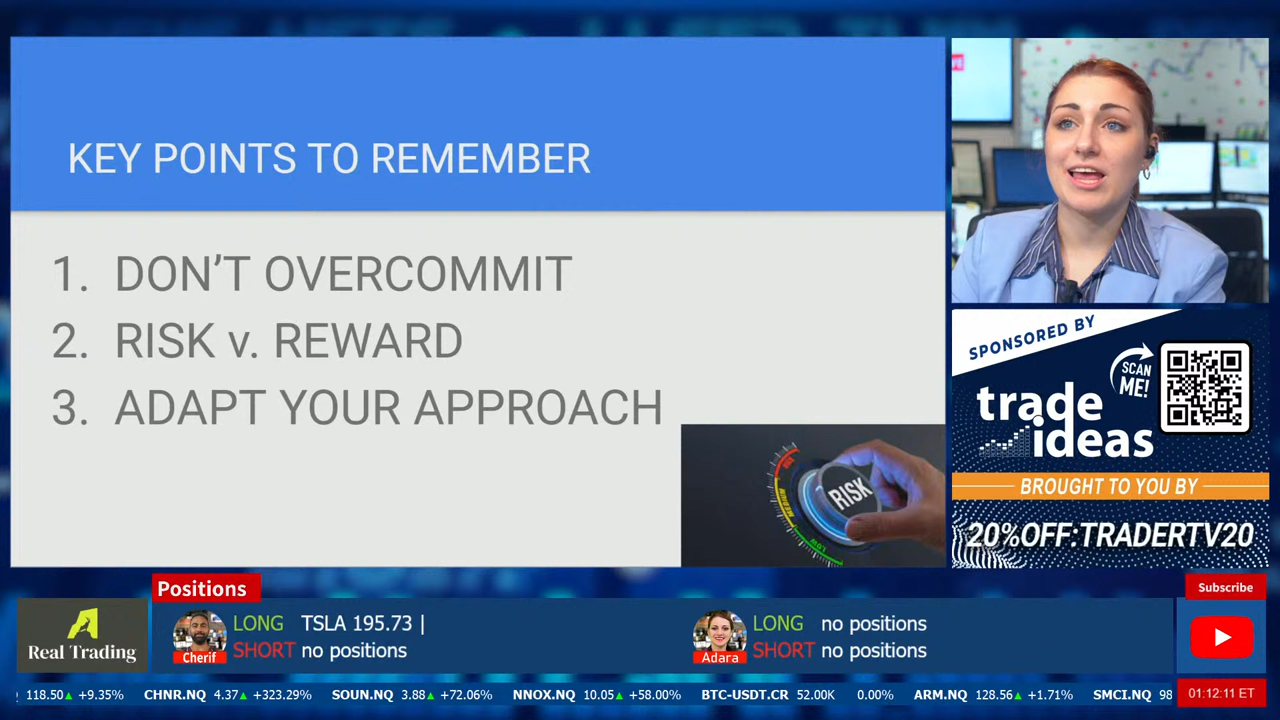 KEY POINTS TO REMEMBER
1. DON'T OVERCOMMIT
2. RISK v. REWARD
3. ADAPT YOUR APPROACH
RISK
MEDIUM
LOW
SPONSORED BY
SCAN
ME!
trade
ideas
BROUGHT TO YOU BY
20%OFF:TRADERTV20
Positions
Subscribe
Real Trading
Cherif
LONG TSLA 195.73 |
SHORT no positions
Adara
LONG no positions
SHORT no positions
118.50▲ +9.35% CHNR.NQ 4.37▲ +323.29% SOUN.NQ 3.88▲ +72.06% NNOX.NQ 10.05▲ +58.00% BTC-USDT.CR 52.00K 0.00% ARM.NQ 128.56▲ +1.71% SMCI.NQ 98
01:12:11 ET